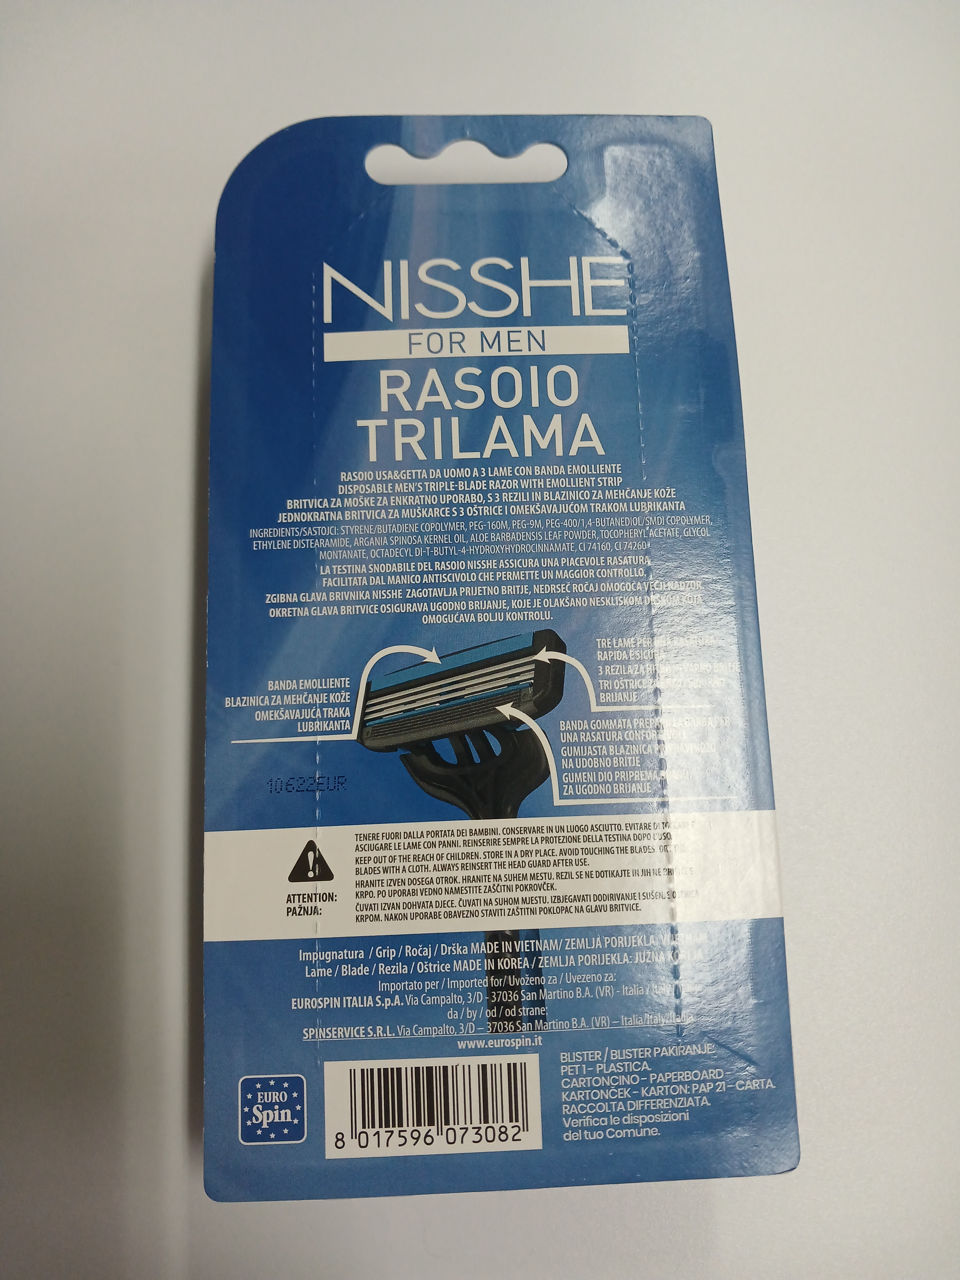 NISSHE
FOR MEN
RASOIO
TRILAMA
RASOIO USA&GETTA DA UOMO A 3 LAME CON BANDA EMOLLIENTE
DISPOSABLE MEN'S TRIPLE-BLADE RAZOR WITH EMOLLIENT STRIP
BRITVICA ZA MOŠKE ZA ENKRATNO UPORABO, S 3 REZILI IN BLAZINICO ZA MEHČANJE KOŽE
JEDNOKRATNA BRITVICA ZA MUŠKARCE S 3 OŠTRICE I OMEKŠAVAJUĆOM TRAKOM LUBRIKANTA
INGREDIENTS/SASTOJCI: STYRENE/BUTADIENE COPOLYMER, PEG-160M, PEG-9M, PEG-400/1,4-BUTANEDIOL/SMDI COPOLYMER,
ETHYLENE DISTEARAMIDE, ARGANIA SPINOSA KERNEL OIL, ALOE BARBADENSIS LEAF POWDER, TOCOPHERYL ACETATE, GLYCOL
MONTANATE, OCTADECYL DI-T-BUTYL-4-HYDROXYHYDROCINNAMATE, CI 74160, CI 74260
LA TESTINA SNODABILE DEL RASOIO NISSHE ASSICURA UNA PIACEVOLE RASATURA
FACILITATA DAL MANICO ANTISCIVOLO CHE PERMETTE UN MAGGIOR CONTROLLO.
ZGIBNA GLAVA BRIVNIKA NISSHE ZAGOTAVLJA PRIJETNO BRITJE, NEDRSEČ ROČAJ OMOGOČA VEČJI NADZOR.
OKRETNA GLAVA BRITVICE OSIGURAVA UGODNO BRIJANJE, KOJE JE OLAKŠANO NESKLISKOM DRŠKOM KOJA
OMOGUĆAVA BOLJU KONTROLU.
BANDA EMOLLIENTE
BLAZINICA ZA MEHČANJE KOŽE
OMEKŠAVAJUĆA TRAKA
LUBRIKANTA
TRE LAME PER UNA
RAPIDA E SICURA
3 REZILA ZA
TRI OŠTRICE ZA
BRIJANJE
BANDA GOMMATA PREPARA LA
UNA RASATURA CONFORTEVOLE
GUMIJASTA BLAZINICA
NA UDOBNO BRITJE
GUMENI DIO PRIPREMA
ZA UGODNO BRIJANJE
10622EUR
TENERE FUORI DALLA PORTATA DEI BAMBINI. CONSERVARE IN UN LUOGO ASCIUTTO. EVITARE DI TOCCARE E
ASCIUGARE LE LAME CON PANNI. REINSERIRE SEMPRE LA PROTEZIONE DELLA TESTINA DOPO L'USO.
KEEP OUT OF THE REACH OF CHILDREN. STORE IN A DRY PLACE. AVOID TOUCHING THE BLADES OR
BLADES WITH A CLOTH. ALWAYS REINSERT THE HEAD GUARD AFTER USE.
HRANITE IZVEN DOSEGA OTROK. HRANITE NA SUHEM MESTU. REZIL SE NE DOTIKAJTE IN JIH NE BRIŠITE S
KRPO. PO UPORABI VEDNO NAMESTITE ZAŠČITNI POKROVČEK.
ČUVATI IZVAN DOHVATA DJECE. ČUVATI NA SUHOM MJESTU. IZBJEGAVATI DODIRIVANJE I SUŠENJE OŠTRICA
KRPOM. NAKON UPORABE OBAVEZNO STAVITI ZAŠTITNI POKLOPAC NA GLAVU BRITVICE.
ATTENTION:
PAŽNJA:
Impugnatura / Grip / Ročaj / Drška MADE IN VIETNAM/ ZEMLJA PORIJEKLA: VIJETNAM
Lame / Blade / Rezila / Oštrice MADE IN KOREA / ZEMLJA PORIJEKLA: JUŽNA KOREJA
Importato per / Imported for/ Uvoženo za / Uvezeno za:
EUROSPIN ITALIA S.p.A. Via Campalto, 3/D - 37036 San Martino B.A. (VR) - Italia / Italy
da / by / od / od strane:
SPINSERVICE S.R.L. Via Campalto, 3/D – 37036 San Martino B.A. (VR) – Italia/Italy/Italija
www.eurospin.it
EURO
Spin
8 017596 073082
BLISTER / BLISTER PAKIRANJE:
PET 1 - PLASTICA.
CARTONCINO - PAPERBOARD -
KARTONČEK - KARTON: PAP 21 - CARTA.
RACCOLTA DIFFERENZIATA.
Verifica le disposizioni
del tuo Comune.